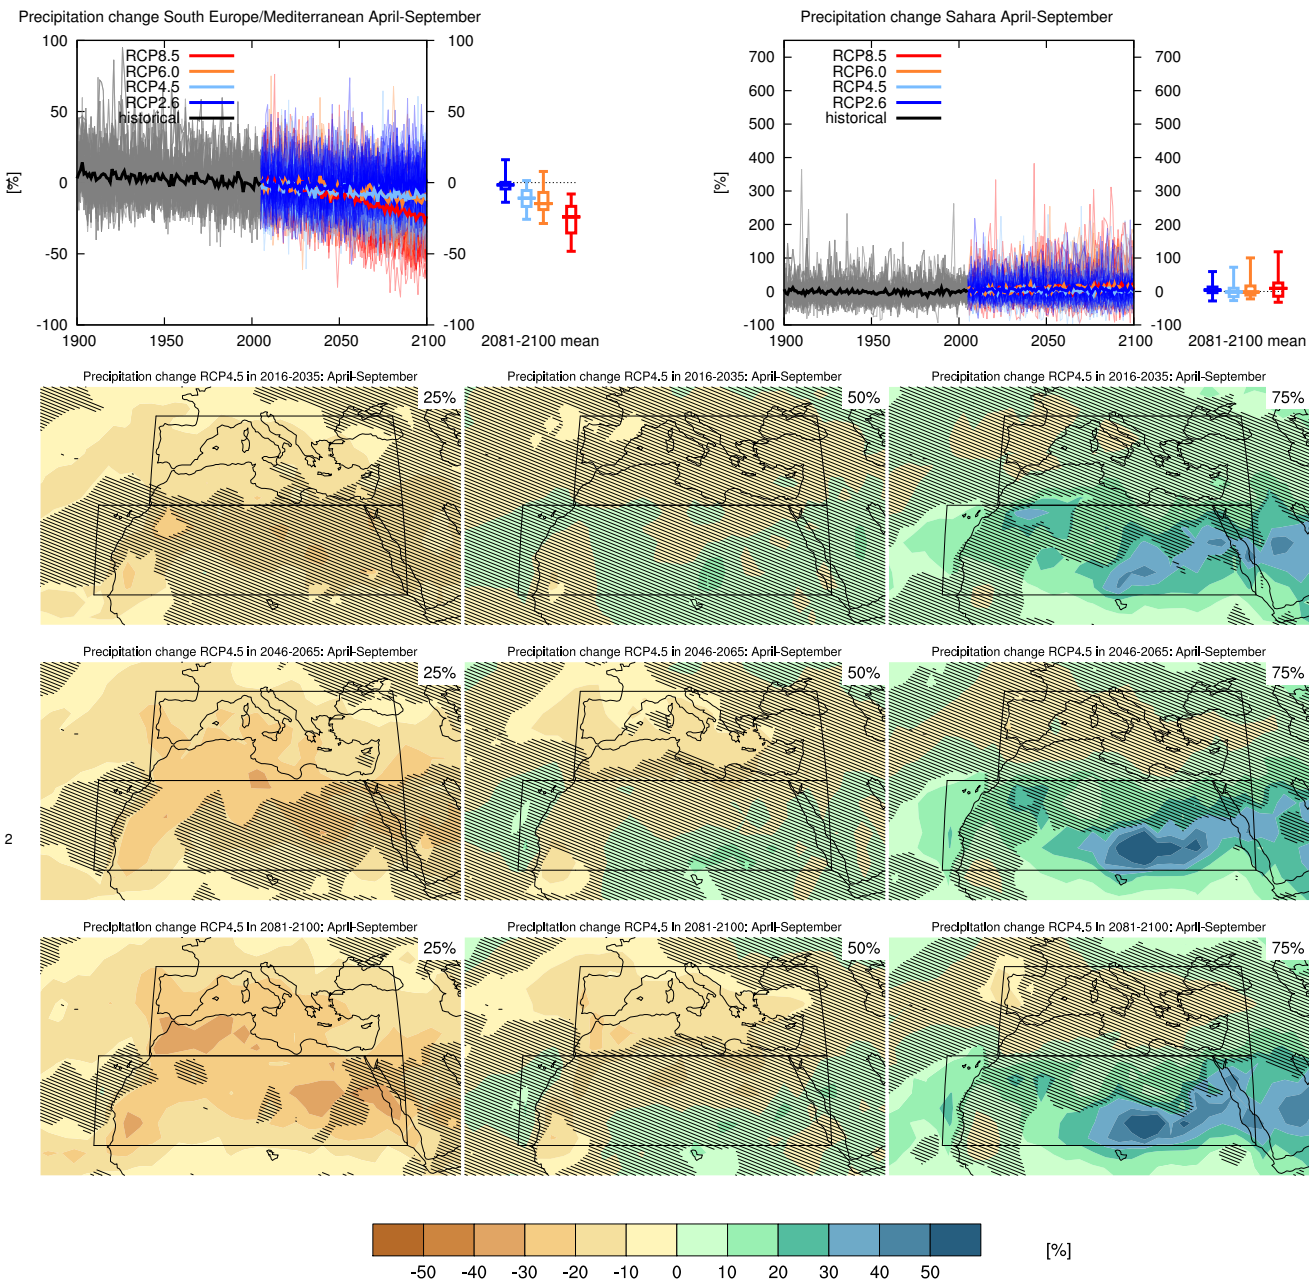 Precipitation change South Europe/Mediterranean April-September
100
50
0
-50
-100
[%]
RCP8.5
RCP6.0
RCP4.5
RCP2.6
historical
100
50
0
-50
-100
1900 1950 2000 2050 2100
2081-2100 mean
Precipitation change Sahara April-September
700
600
500
400
300
200
100
0
-100
[%]
RCP8.5
RCP6.0
RCP4.5
RCP2.6
historical
700
600
500
400
300
200
100
0
-100
1900 1950 2000 2050 2100
2081-2100 mean
Precipitation change RCP4.5 in 2016-2035: April-September
25%
Precipitation change RCP4.5 in 2016-2035: April-September
50%
Precipitation change RCP4.5 in 2016-2035: April-September
75%
Precipitation change RCP4.5 in 2046-2065: April-September
25%
Precipitation change RCP4.5 in 2046-2065: April-September
50%
Precipitation change RCP4.5 in 2046-2065: April-September
75%
2
Precipitation change RCP4.5 in 2081-2100: April-September
25%
Precipitation change RCP4.5 in 2081-2100: April-September
50%
Precipitation change RCP4.5 in 2081-2100: April-September
75%
-50 -40 -30 -20 -10 0 10 20 30 40 50
[%]